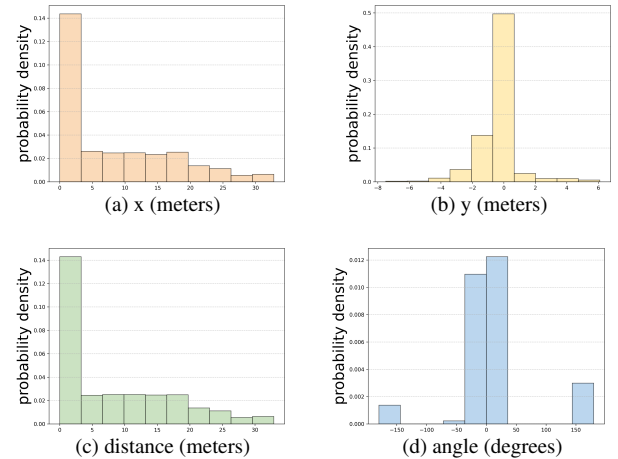 probability density
0.14
0.12
0.10
0.08
0.06
0.04
0.02
0.00
0 5 10 15 20 25 30
(a) x (meters)
probability density
0.5
0.4
0.3
0.2
0.1
0.0
−8 −6 −4 −2 0 2 4 6
(b) y (meters)
probability density
0.14
0.12
0.10
0.08
0.06
0.04
0.02
0.00
0 5 10 15 20 25 30
(c) distance (meters)
probability density
0.012
0.010
0.008
0.006
0.004
0.002
0.000
−150 −100 −50 0 50 100 150
(d) angle (degrees)